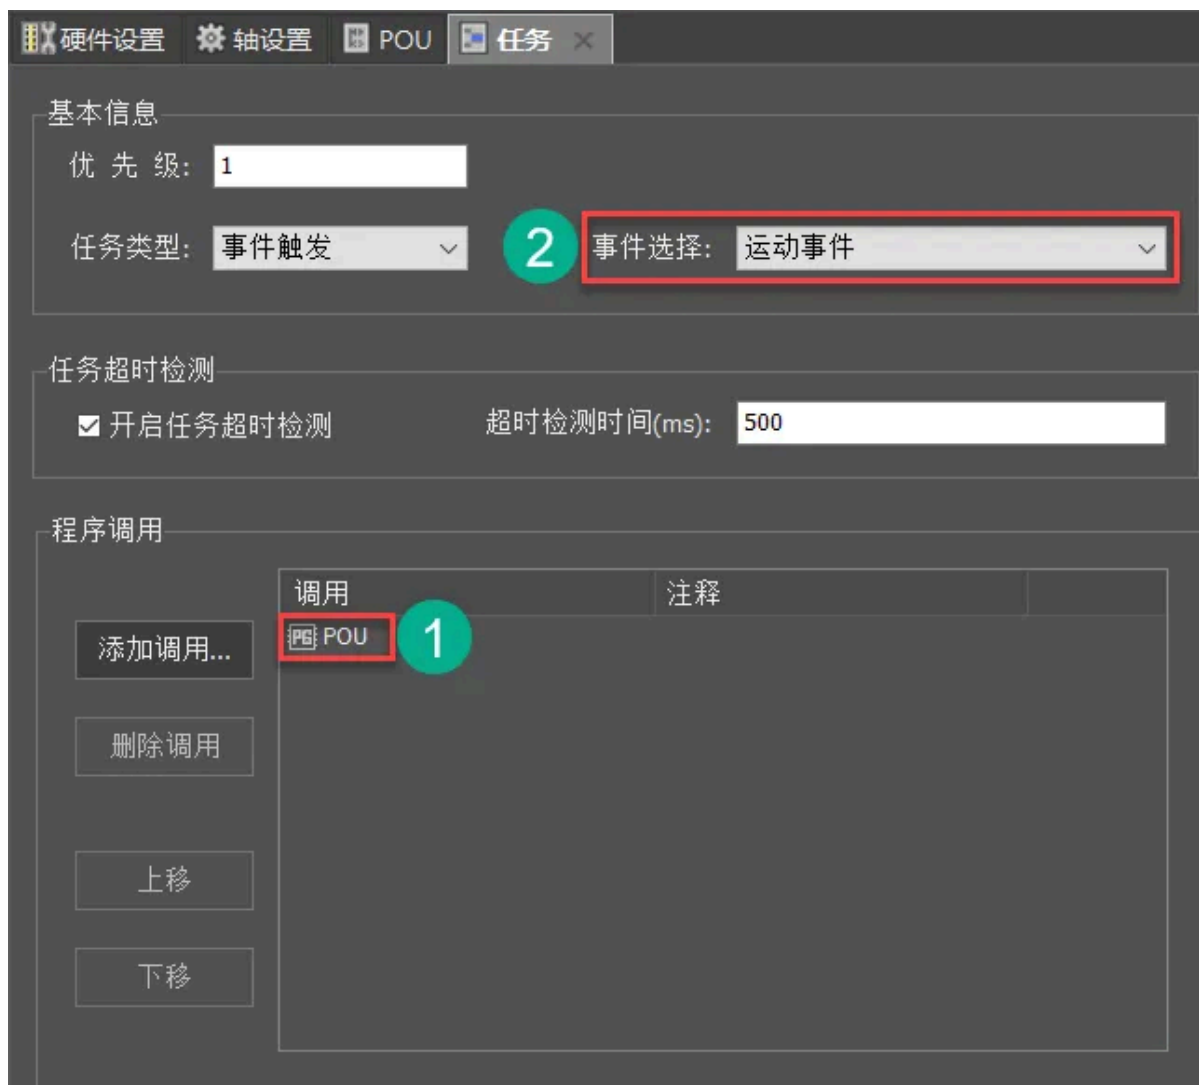 硬件设置 轴设置 POU 任务
基本信息
优 先 级: 1
任务类型: 事件触发 2 事件选择: 运动事件
任务超时检测
开启任务超时检测 超时检测时间(ms): 500
程序调用
调用 注释
PG POU 1
添加调用...
删除调用
上移
下移